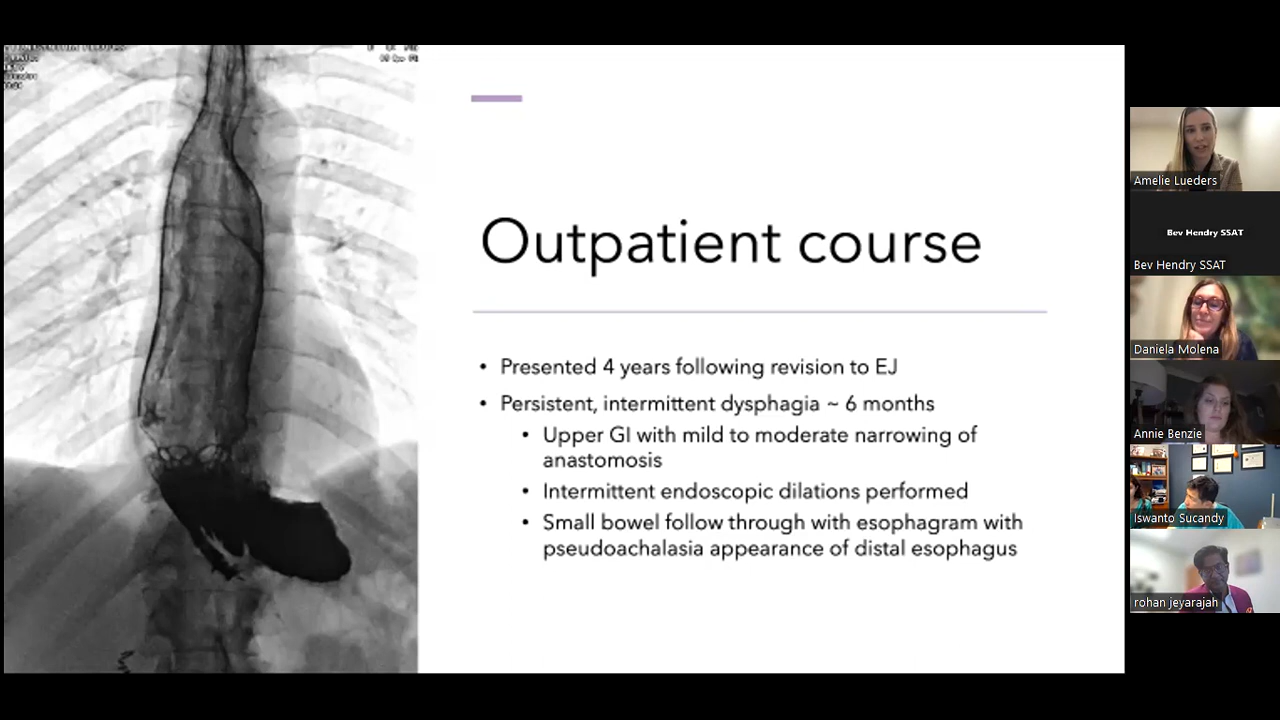 Outpatient course
• Presented 4 years following revision to EJ
• Persistent, intermittent dysphagia ~ 6 months
• Upper GI with mild to moderate narrowing of
anastomosis
• Intermittent endoscopic dilations performed
• Small bowel follow through with esophagram with
pseudoachalasia appearance of distal esophagus
Amelie Lueders
Bev Hendry SSAT
Bev Hendry SSAT
Daniela Molena
Annie Benzie
Iswanto Sucandy
rohan jeyarajah